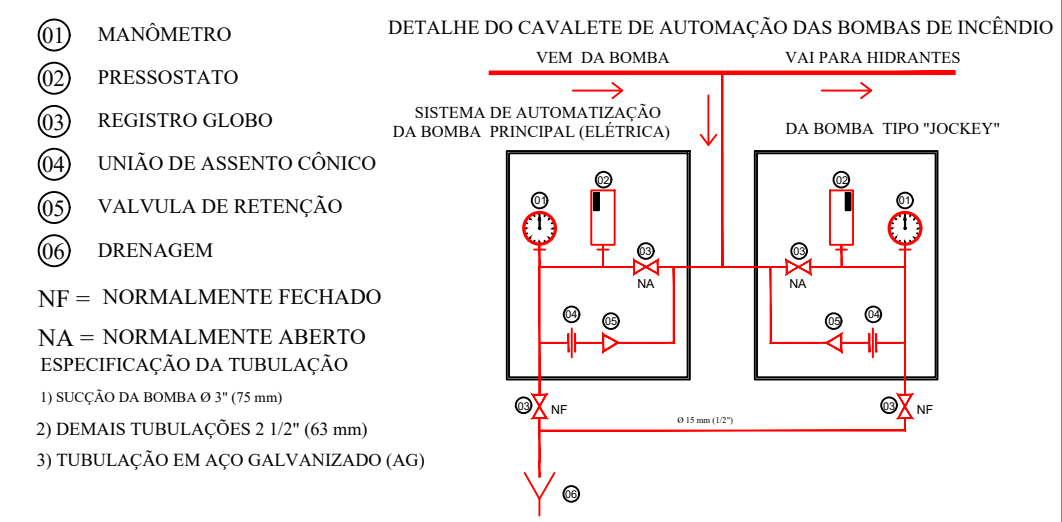 01 MANÔMETRO
02 PRESSOSTATO
03 REGISTRO GLOBO
04 UNIÃO DE ASSENTO CÔNICO
05 VALVULA DE RETENÇÃO
06 DRENAGEM
NF = NORMALMENTE FECHADO
NA = NORMALMENTE ABERTO
ESPECIFICAÇÃO DA TUBULAÇÃO
1) SUCÇÃO DA BOMBA Ø 3" (75 mm)
2) DEMAIS TUBULAÇÕES 2 1/2" (63 mm)
3) TUBULAÇÃO EM AÇO GALVANIZADO (AG)
DETALHE DO CAVALETE DE AUTOMAÇÃO DAS BOMBAS DE INCÊNDIO
VEM DA BOMBA
VAI PARA HIDRANTES
SISTEMA DE AUTOMATIZAÇÃO
DA BOMBA PRINCIPAL (ELÉTRICA)
DA BOMBA TIPO "JOCKEY"
02
01
03
NA
04
05
03
NF
02
01
03
NA
05
04
03
NF
Ø 15 mm (1/2")
06